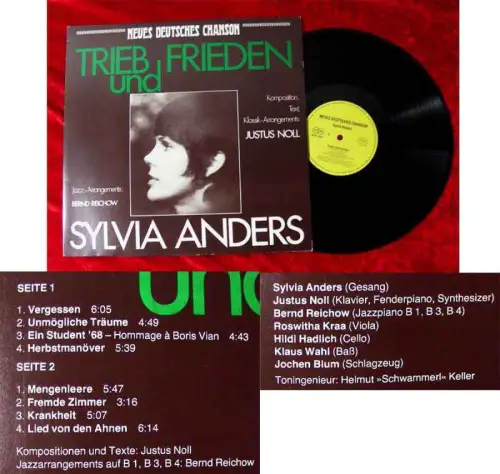 NEUES DEUTSCHES CHANSON
TRIEB und FRIEDEN
Komposition,
Text,
Klassik-Arrangements:
JUSTUS NOLL
Jazz-Arrangements:
BERND REICHOW
SYLVIA ANDERS
NEUES DEUTSCHES CHANSON
SEITE 1
1. Vergessen 6:05
2. Unmögliche Träume 4:49
3. Ein Student '68 – Hommage à Boris Vian 4:43
4. Herbstmanöver 5:39
SEITE 2
1. Mengenleere 5:47
2. Fremde Zimmer 3:16
3. Krankheit 5:07
4. Lied von den Ahnen 6:14
Kompositionen und Texte: Justus Noll
Jazzarrangements auf B 1, B 3, B 4: Bernd Reichow
Sylvia Anders (Gesang)
Justus Noll (Klavier, Fenderpiano, Synthesizer)
Bernd Reichow (Jazzpiano B 1, B 3, B 4)
Roswitha Kraa (Viola)
Hildi Hadlich (Cello)
Klaus Wahl (Baß)
Jochen Blum (Schlagzeug)
Toningenieur: Helmut »Schwammerl« Keller